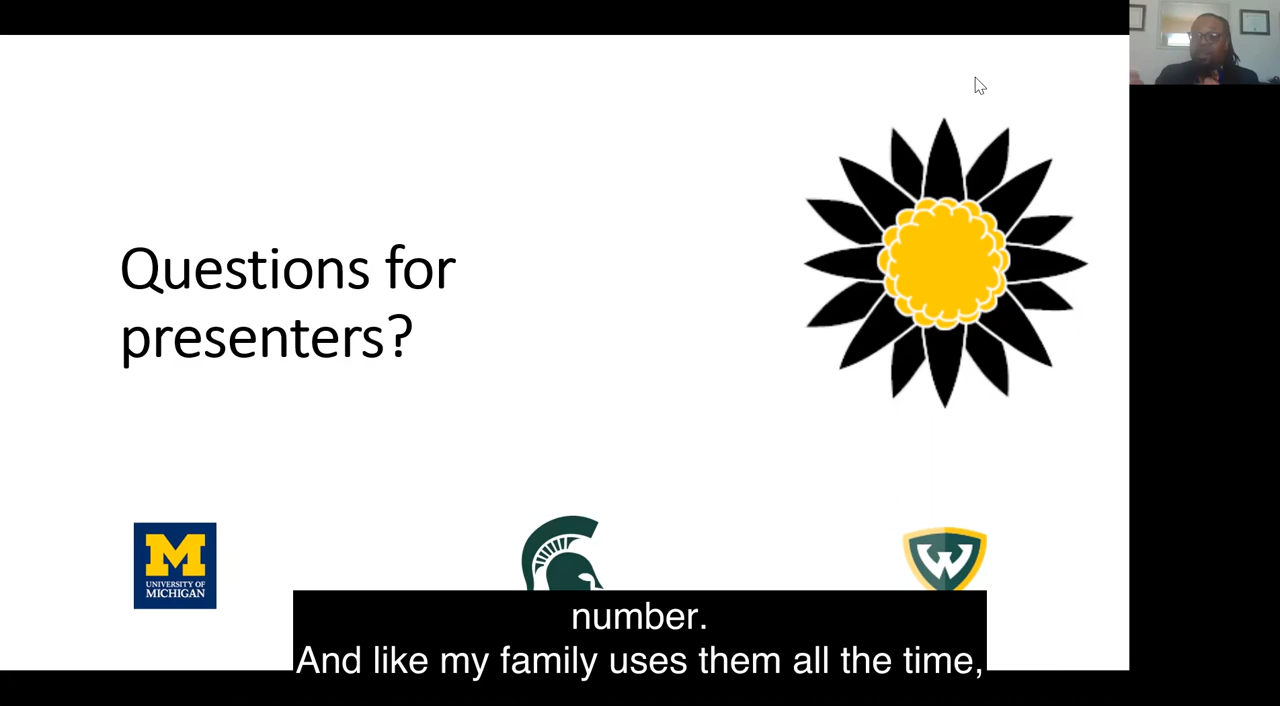 Questions for
presenters?
M
UNIVERSITY OF
MICHIGAN
W
number.
And like my family uses them all the time,